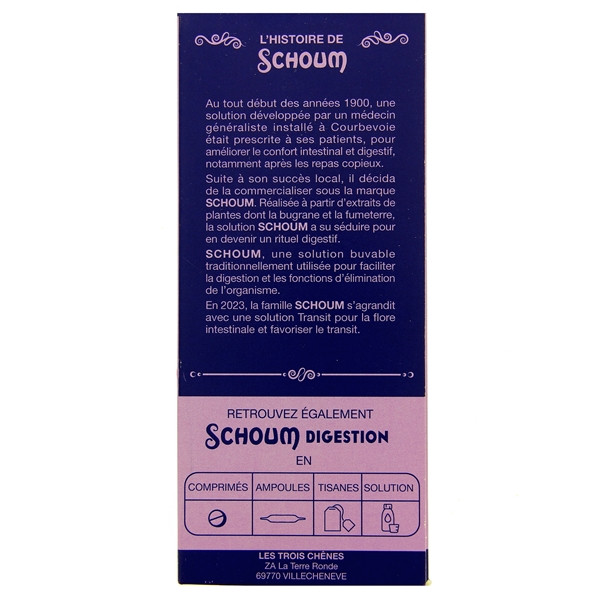 L'HISTOIRE DE
SCHOUM
Au tout début des années 1900, une
solution développée par un médecin
généraliste installé à Courbevoie
était prescrite à ses patients, pour
améliorer le confort intestinal et digestif,
notamment après les repas copieux.
Suite à son succès local, il décida
de la commercialiser sous la marque
SCHOUM. Réalisée à partir d'extraits de
plantes dont la bugrane et la fumeterre,
la solution SCHOUM a su séduire pour
en devenir un rituel digestif.
SCHOUM, une solution buvable
traditionnellement utilisée pour faciliter
la digestion et les fonctions d'élimination
de l'organisme.
En 2023, la famille SCHOUM s'agrandit
avec une solution Transit pour la flore
intestinale et favoriser le transit.
RETROUVEZ ÉGALEMENT
SCHOUM DIGESTION
EN
COMPRIMÉS AMPOULES TISANES SOLUTION
LES TROIS CHÊNES
ZA La Terre Ronde
69770 VILLECHENEVE